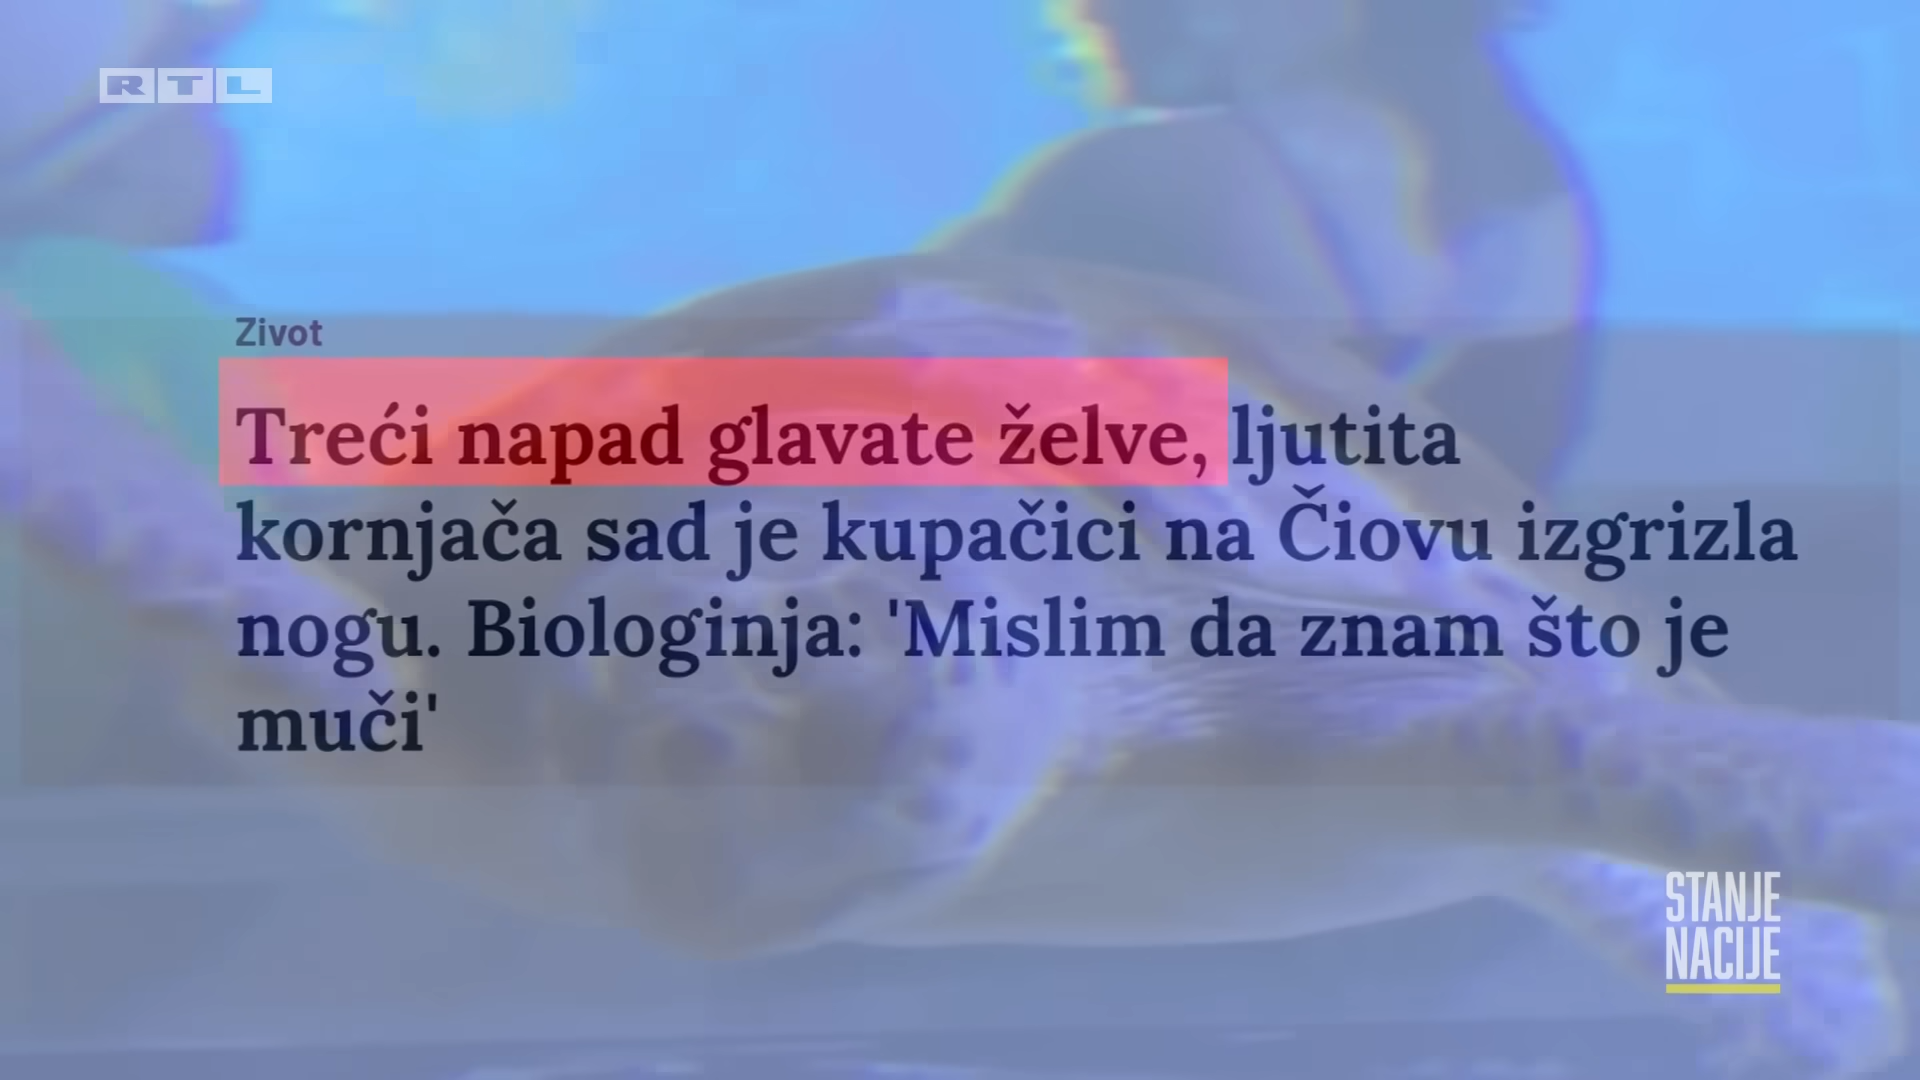 RTL
Zivot
Treći napad glavate želve, ljutita
kornjača sad je kupačici na Čiovu izgrizla
nogu. Biologinja: 'Mislim da znam što je
muči'
STANJE
NACIJE